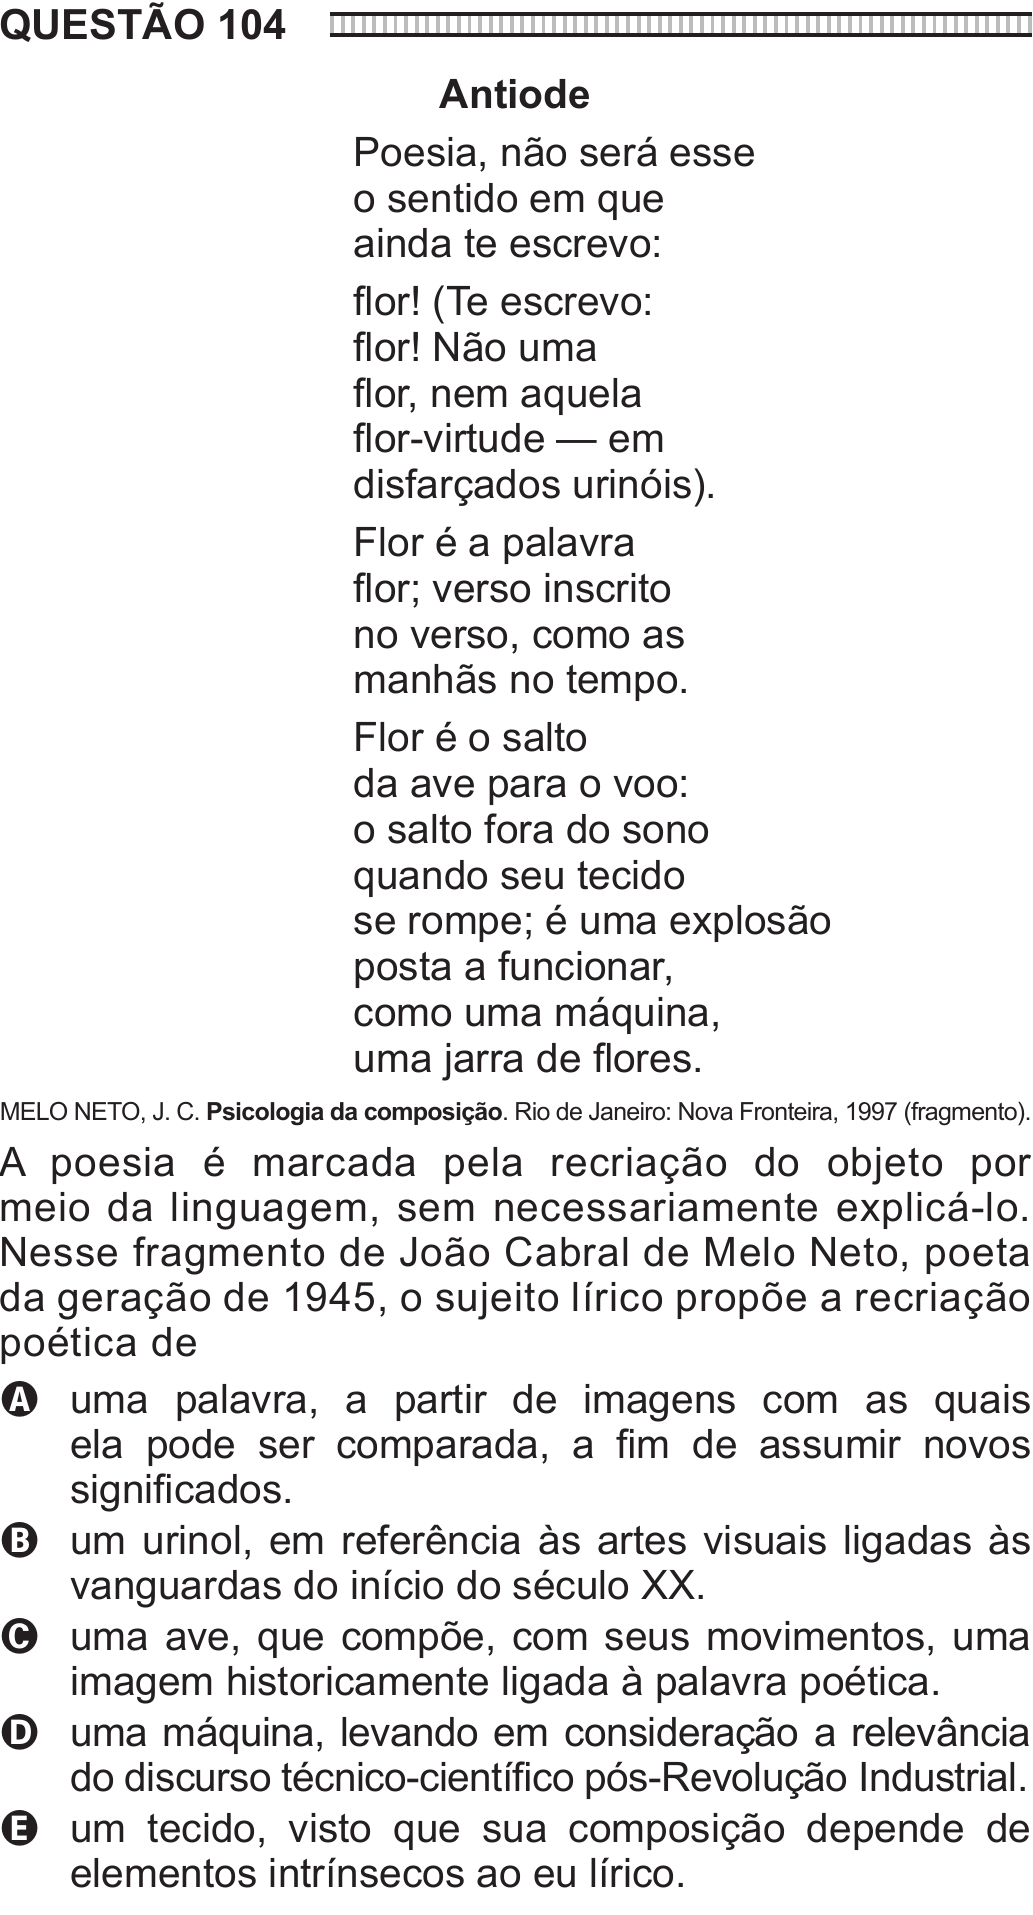 QUESTÃO 104
Antiode
Poesia, não será esse
o sentido em que
ainda te escrevo:
flor! (Te escrevo:
flor! Não uma
flor, nem aquela
flor-virtude — em
disfarçados urinóis).
Flor é a palavra
flor; verso inscrito
no verso, como as
manhãs no tempo.
Flor é o salto
da ave para o voo:
o salto fora do sono
quando seu tecido
se rompe; é uma explosão
posta a funcionar,
como uma máquina,
uma jarra de flores.
MELO NETO, J. C. Psicologia da composição. Rio de Janeiro: Nova Fronteira, 1997 (fragmento).
A poesia é marcada pela recriação do objeto por
meio da linguagem, sem necessariamente explicá-lo.
Nesse fragmento de João Cabral de Melo Neto, poeta
da geração de 1945, o sujeito lírico propõe a recriação
poética de
A uma palavra, a partir de imagens com as quais
ela pode ser comparada, a fim de assumir novos
significados.
B um urinol, em referência às artes visuais ligadas às
vanguardas do início do século XX.
C uma ave, que compõe, com seus movimentos, uma
imagem historicamente ligada à palavra poética.
D uma máquina, levando em consideração a relevância
do discurso técnico-científico pós-Revolução Industrial.
E um tecido, visto que sua composição depende de
elementos intrínsecos ao eu lírico.